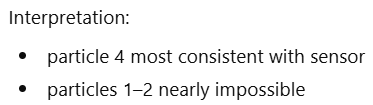 Interpretation:
• particle 4 most consistent with sensor
• particles 1–2 nearly impossible